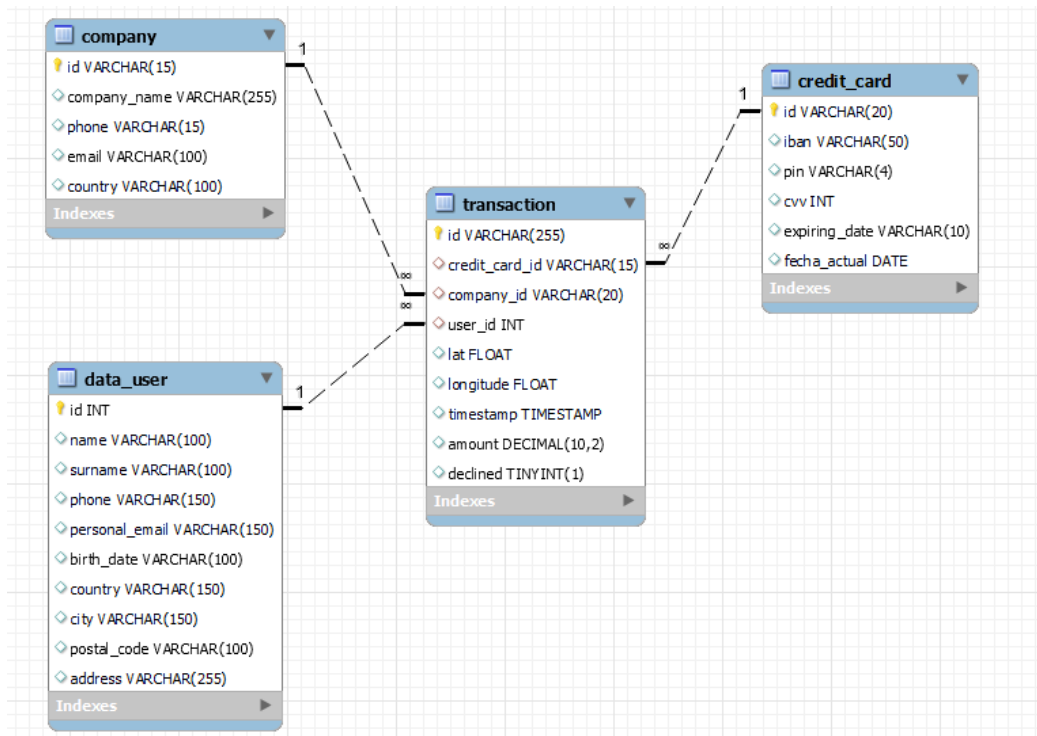 company
id VARCHAR(15)
company_name VARCHAR(255)
phone VARCHAR(15)
email VARCHAR(100)
country VARCHAR(100)
Indexes
1
∞
credit_card
id VARCHAR(20)
iban VARCHAR(50)
pin VARCHAR(4)
cvv INT
expiring_date VARCHAR(10)
fecha_actual DATE
Indexes
1
∞
transaction
id VARCHAR(255)
credit_card_id VARCHAR(15)
company_id VARCHAR(20)
user_id INT
lat FLOAT
longitude FLOAT
timestamp TIMESTAMP
amount DECIMAL(10,2)
declined TINYINT(1)
Indexes
∞
1
data_user
id INT
name VARCHAR(100)
surname VARCHAR(100)
phone VARCHAR(150)
personal_email VARCHAR(150)
birth_date VARCHAR(100)
country VARCHAR(150)
city VARCHAR(150)
postal_code VARCHAR(100)
address VARCHAR(255)
Indexes